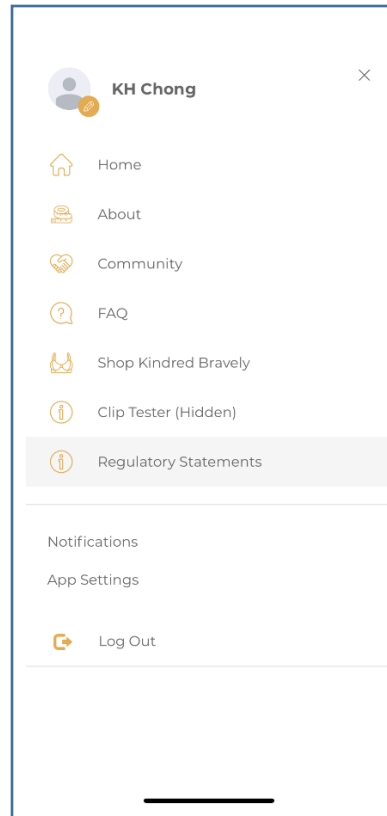 KH Chong
Home
About
Community
FAQ
Shop Kindred Bravely
Clip Tester (Hidden)
Regulatory Statements
Notifications
App Settings
Log Out